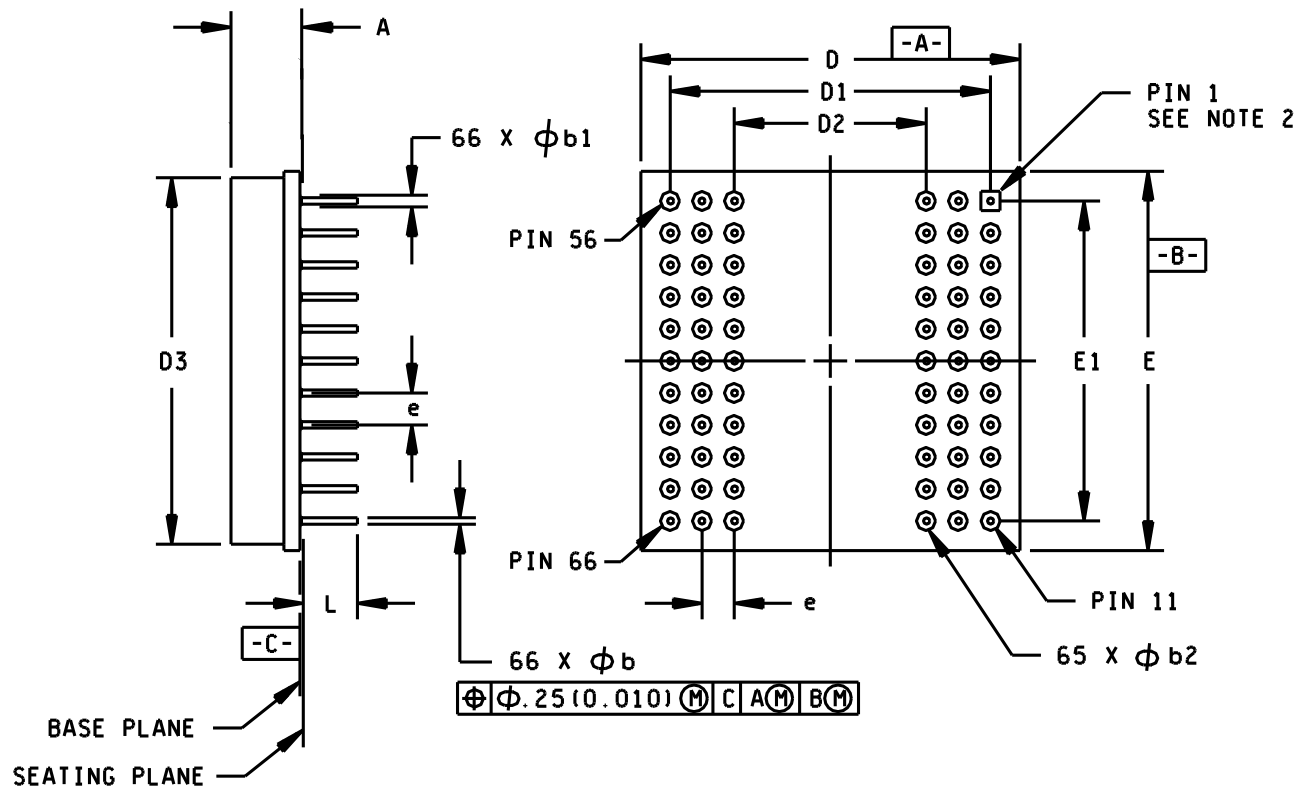 A
-A-
D
D1
D2
PIN 1
SEE NOTE 2
66 X ϕb1
PIN 56
-B-
D3
E1
E
e
PIN 66
L
e
PIN 11
-C-
66 X ϕb
65 X ϕb2
⌖ ϕ.25(0.010) Ⓜ C AⓂ BⓂ
BASE PLANE
SEATING PLANE